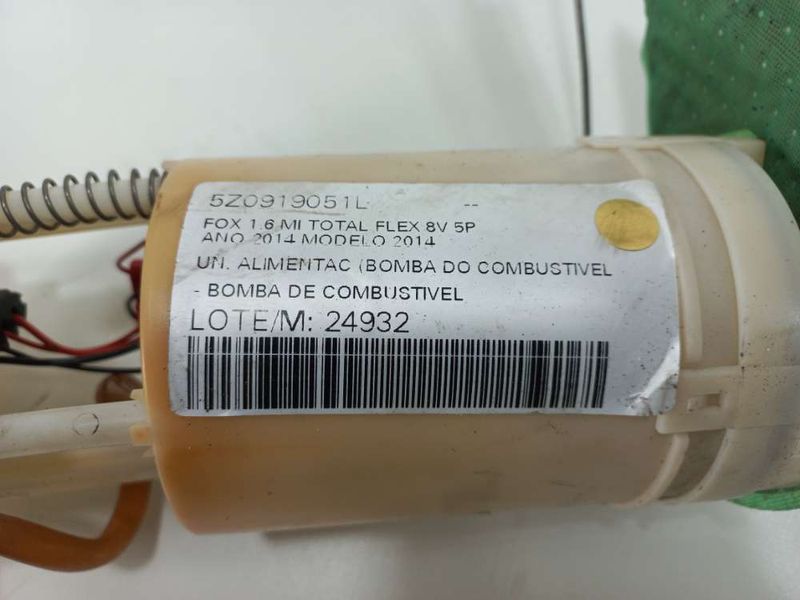 5Z0919051L --
FOX 1.6 MI TOTAL FLEX 8V 5P
ANO 2014 MODELO 2014
UN. ALIMENTAC (BOMBA DO COMBUSTIVEL
- BOMBA DE COMBUSTIVEL
LOTE/M: 24932